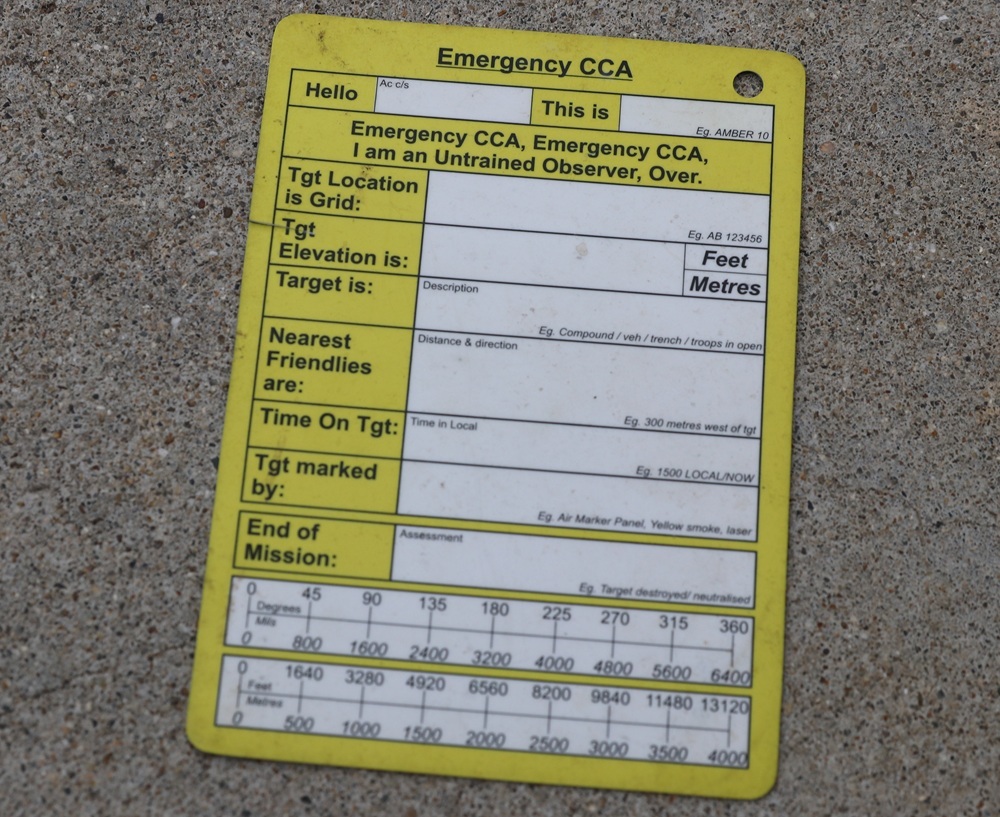 Emergency CCA
Hello
Ac c/s
This is
Eg. AMBER 10
Emergency CCA, Emergency CCA,
I am an Untrained Observer, Over.
Tgt Location
is Grid:
Eg. AB 123456
Tgt
Elevation is:
Feet
Metres
Target is:
Description
Eg. Compound / veh / trench / troops in open
Nearest
Friendlies
are:
Distance & direction
Eg. 300 metres west of tgt
Time On Tgt:
Time in Local
Eg. 1500 LOCAL/NOW
Tgt marked
by:
Eg. Air Marker Panel, Yellow smoke, laser
End of
Mission:
Assessment
Eg. Target destroyed/ neutralised
0 45 90 135 180 225 270 315 360
Degrees
Mils
0 800 1600 2400 3200 4000 4800 5600 6400
0 1640 3280 4920 6560 8200 9840 11480 13120
Feet
Metres
0 500 1000 1500 2000 2500 3000 3500 4000